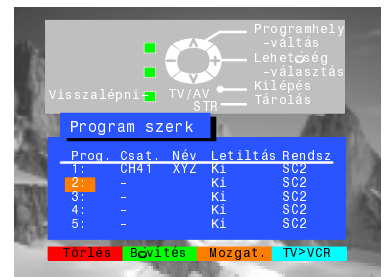 Programhely
-váltás
Lehetőség
-választás
Visszalépni- TV/AV Kilépés
STR Tárolás
Program szerk
Prog. Csat. Név Letiltás Rendsz
1: CH41 XYZ Ki SC2
2: - Ki SC2
3: - Ki SC2
4: - Ki SC2
5: - Ki SC2
Törlés Bővítés Mozgat. TV>VCR